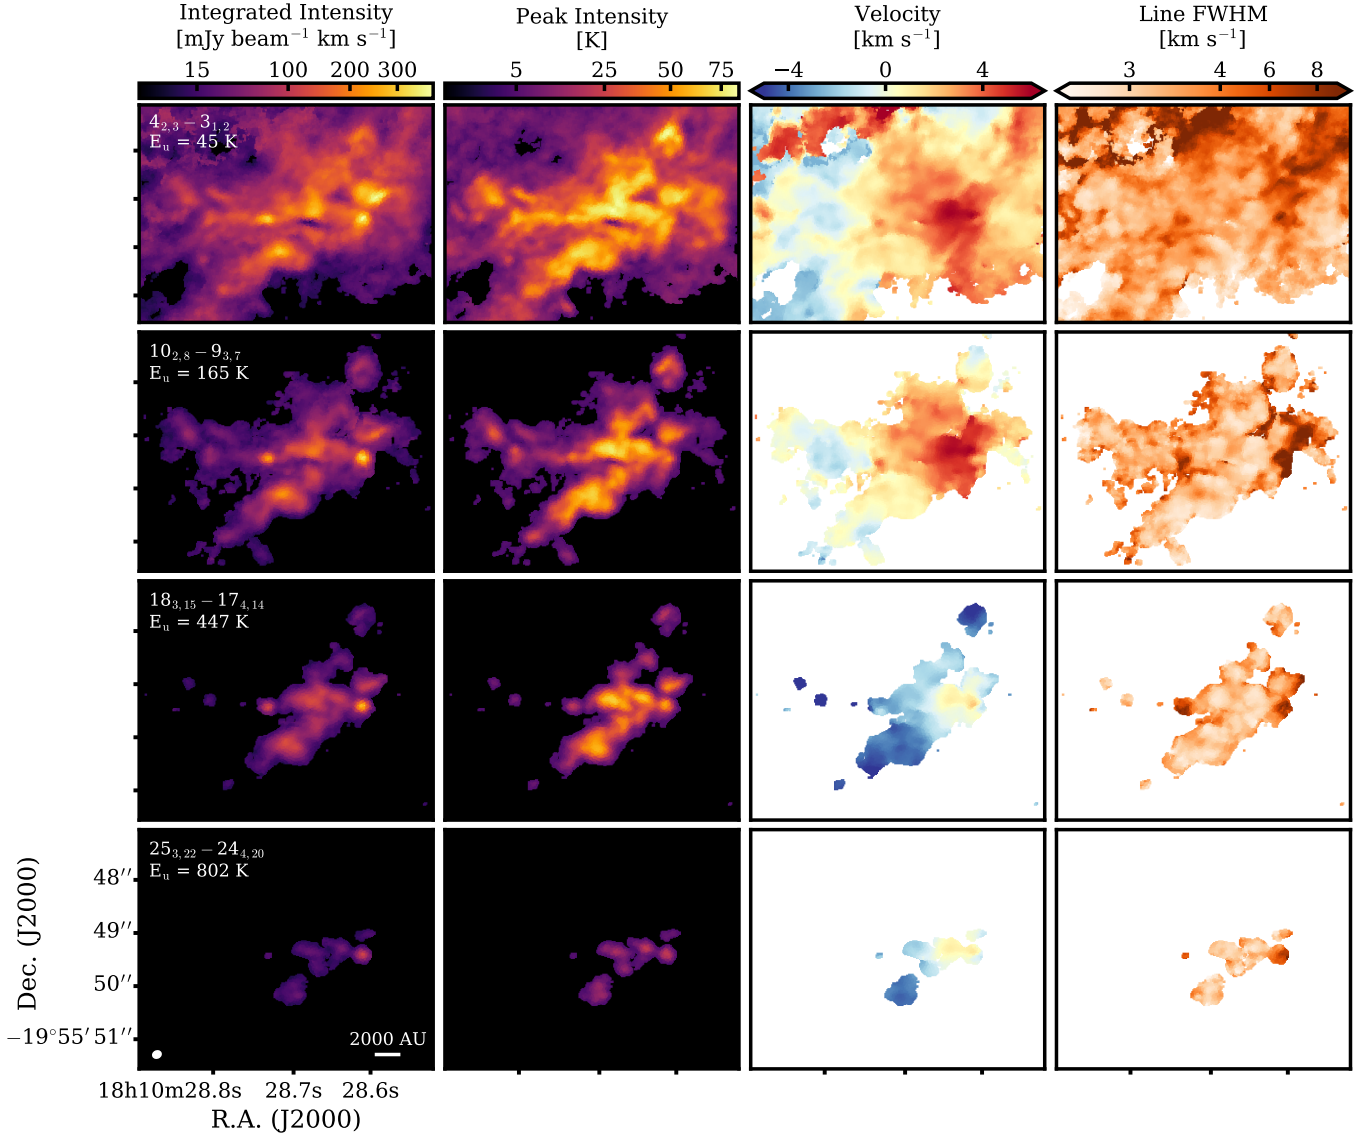 Integrated Intensity
[mJy beam⁻¹ km s⁻¹]
Peak Intensity
[K]
Velocity
[km s⁻¹]
Line FWHM
[km s⁻¹]
15 100 200 300
5 25 50 75
−4 0 4
3 4 6 8
4₂,₃ − 3₁,₂
Eᵤ = 45 K
10₂,₈ − 9₃,₇
Eᵤ = 165 K
18₃,₁₅ − 17₄,₁₄
Eᵤ = 447 K
25₃,₂₂ − 24₄,₂₀
Eᵤ = 802 K
48′′
49′′
50′′
−19°55′51′′
Dec. (J2000)
2000 AU
18h10m28.8s 28.7s 28.6s
R.A. (J2000)